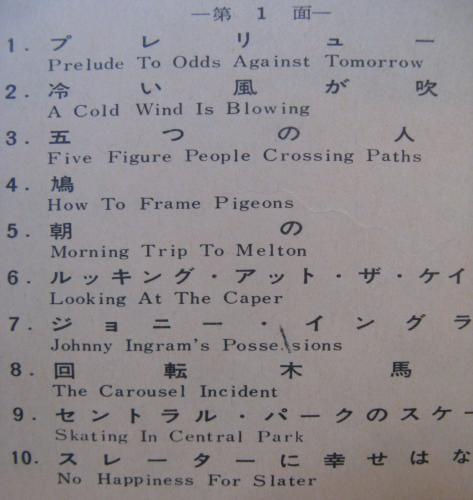 —第 1 面—
1. プレリュー
Prelude To Odds Against Tomorrow
2. 冷い風が吹
A Cold Wind Is Blowing
3. 五つの人
Five Figure People Crossing Paths
4. 鳩
How To Frame Pigeons
5. 朝の
Morning Trip To Melton
6. ルッキング・アット・ザ・ケイ
Looking At The Caper
7. ジョニー・イングラ
Johnny Ingram's Possessions
8. 回転木馬
The Carousel Incident
9. セントラル・パークのスケー
Skating In Central Park
10. スレーターに幸せはな
No Happiness For Slater